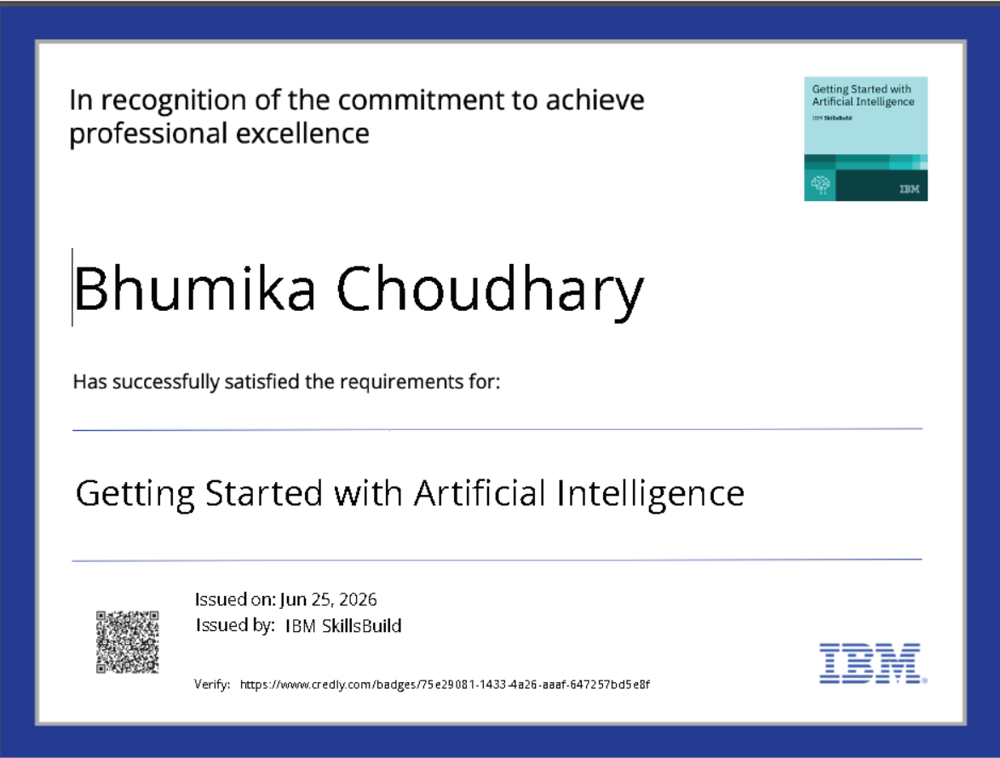 In recognition of the commitment to achieve
professional excellence
Getting Started with
Artificial Intelligence
IBM SkillsBuild
IBM
Bhumika Choudhary
Has successfully satisfied the requirements for:
Getting Started with Artificial Intelligence
Issued on: Jun 25, 2026
Issued by: IBM SkillsBuild
Verify: https://www.credly.com/badges/75e29081-1433-4a26-aaaf-647257bd5e8f
IBM®